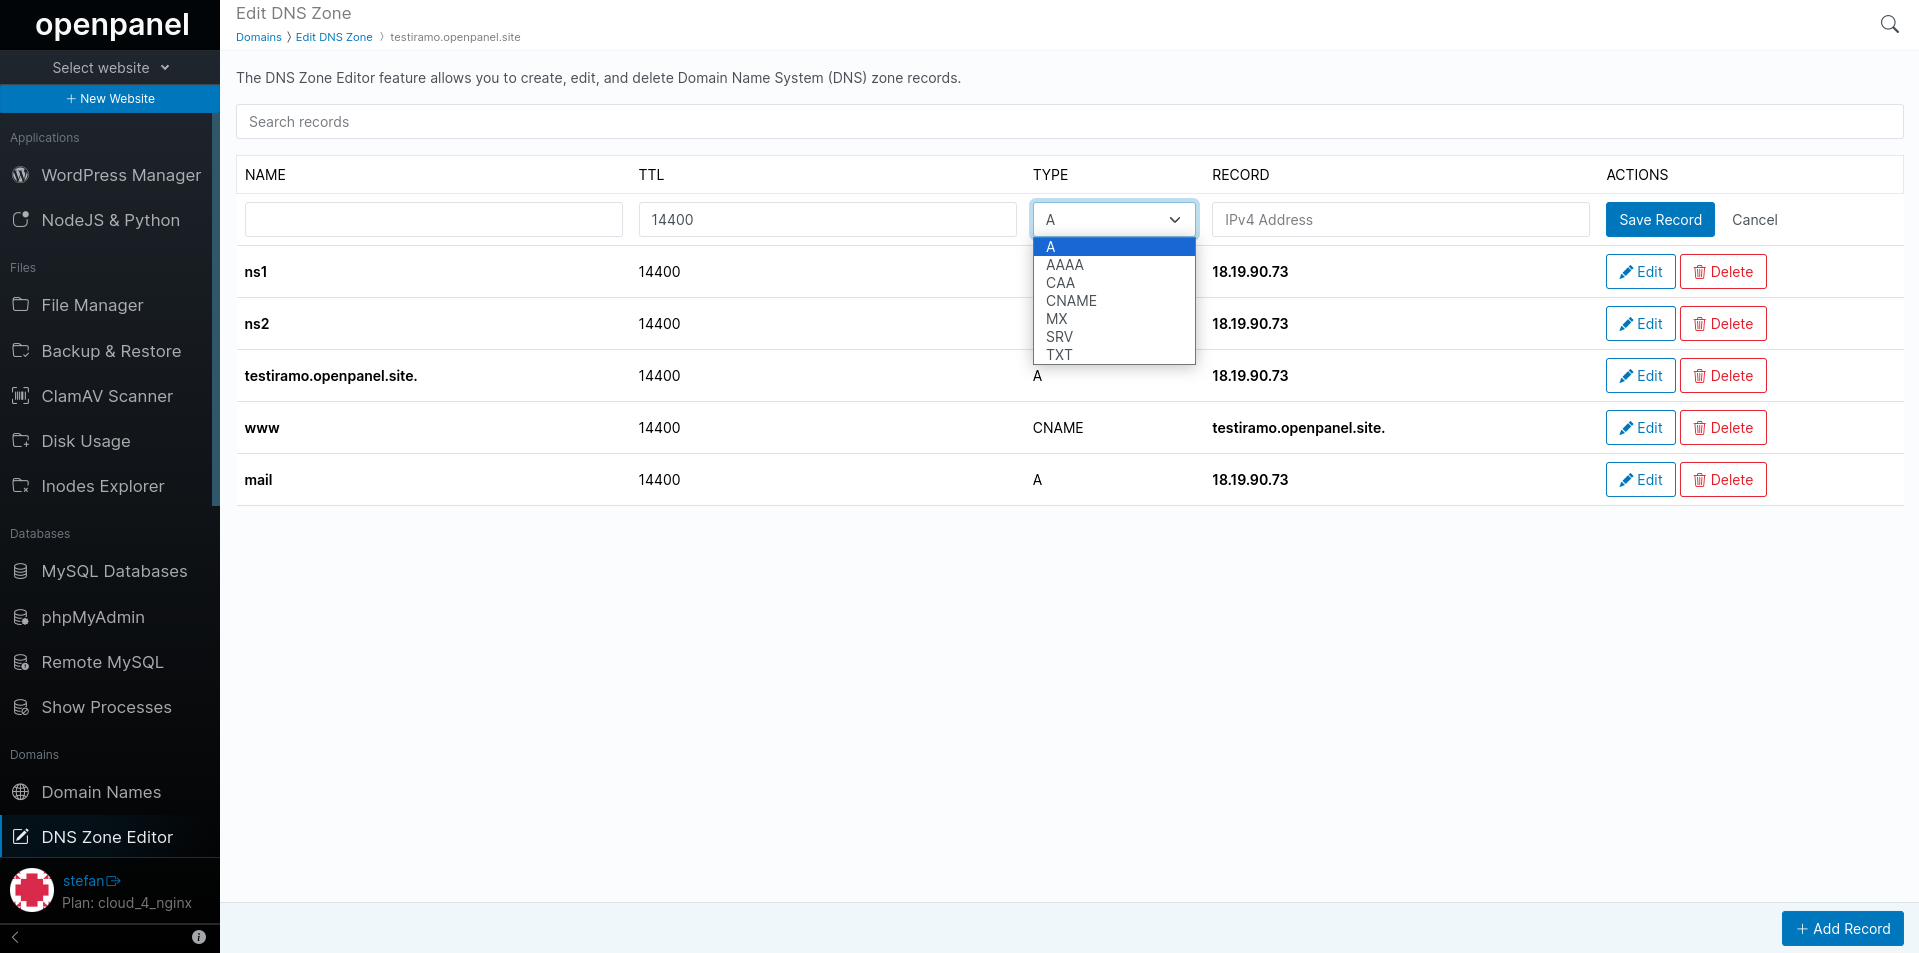 openpanel
Select website
+ New Website
Applications
WordPress Manager
NodeJS & Python
Files
File Manager
Backup & Restore
ClamAV Scanner
Disk Usage
Inodes Explorer
Databases
MySQL Databases
phpMyAdmin
Remote MySQL
Show Processes
Domains
Domain Names
DNS Zone Editor
stefan
Plan: cloud_4_nginx
Edit DNS Zone
Domains > Edit DNS Zone > testiramo.openpanel.site
The DNS Zone Editor feature allows you to create, edit, and delete Domain Name System (DNS) zone records.
Search records
NAME TTL TYPE RECORD ACTIONS
14400 A IPv4 Address Save Record Cancel
A
AAAA
CAA
CNAME
MX
SRV
TXT
ns1 14400 18.19.90.73 Edit Delete
ns2 14400 18.19.90.73 Edit Delete
testiramo.openpanel.site. 14400 A 18.19.90.73 Edit Delete
www 14400 CNAME testiramo.openpanel.site. Edit Delete
mail 14400 A 18.19.90.73 Edit Delete
+ Add Record